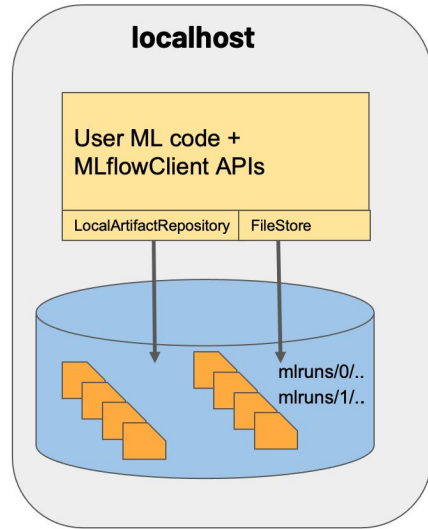 localhost
User ML code +
MLflowClient APIs
LocalArtifactRepository
FileStore
mlruns/0/..
mlruns/1/..